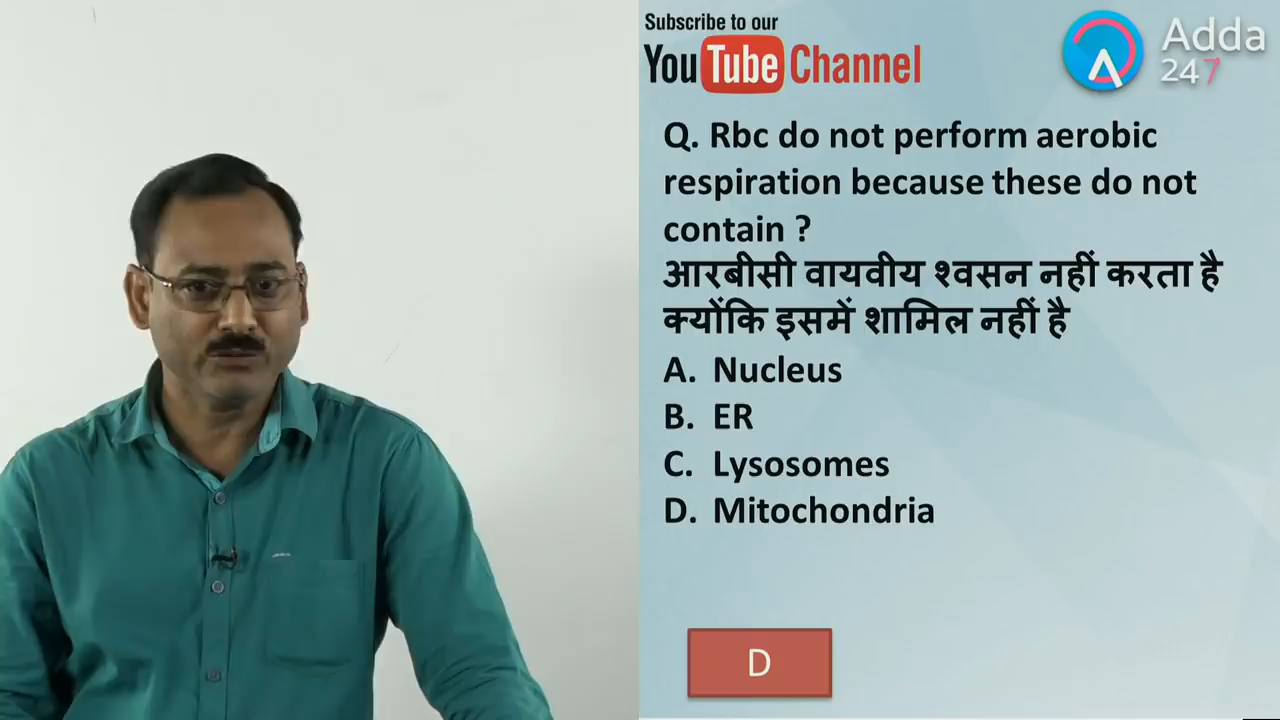 Subscribe to our
YouTube Channel
Adda
247
Q. Rbc do not perform aerobic
respiration because these do not
contain ?
आरबीसी वायवीय श्वसन नहीं करता है
क्योंकि इसमें शामिल नहीं है
A. Nucleus
B. ER
C. Lysosomes
D. Mitochondria
D